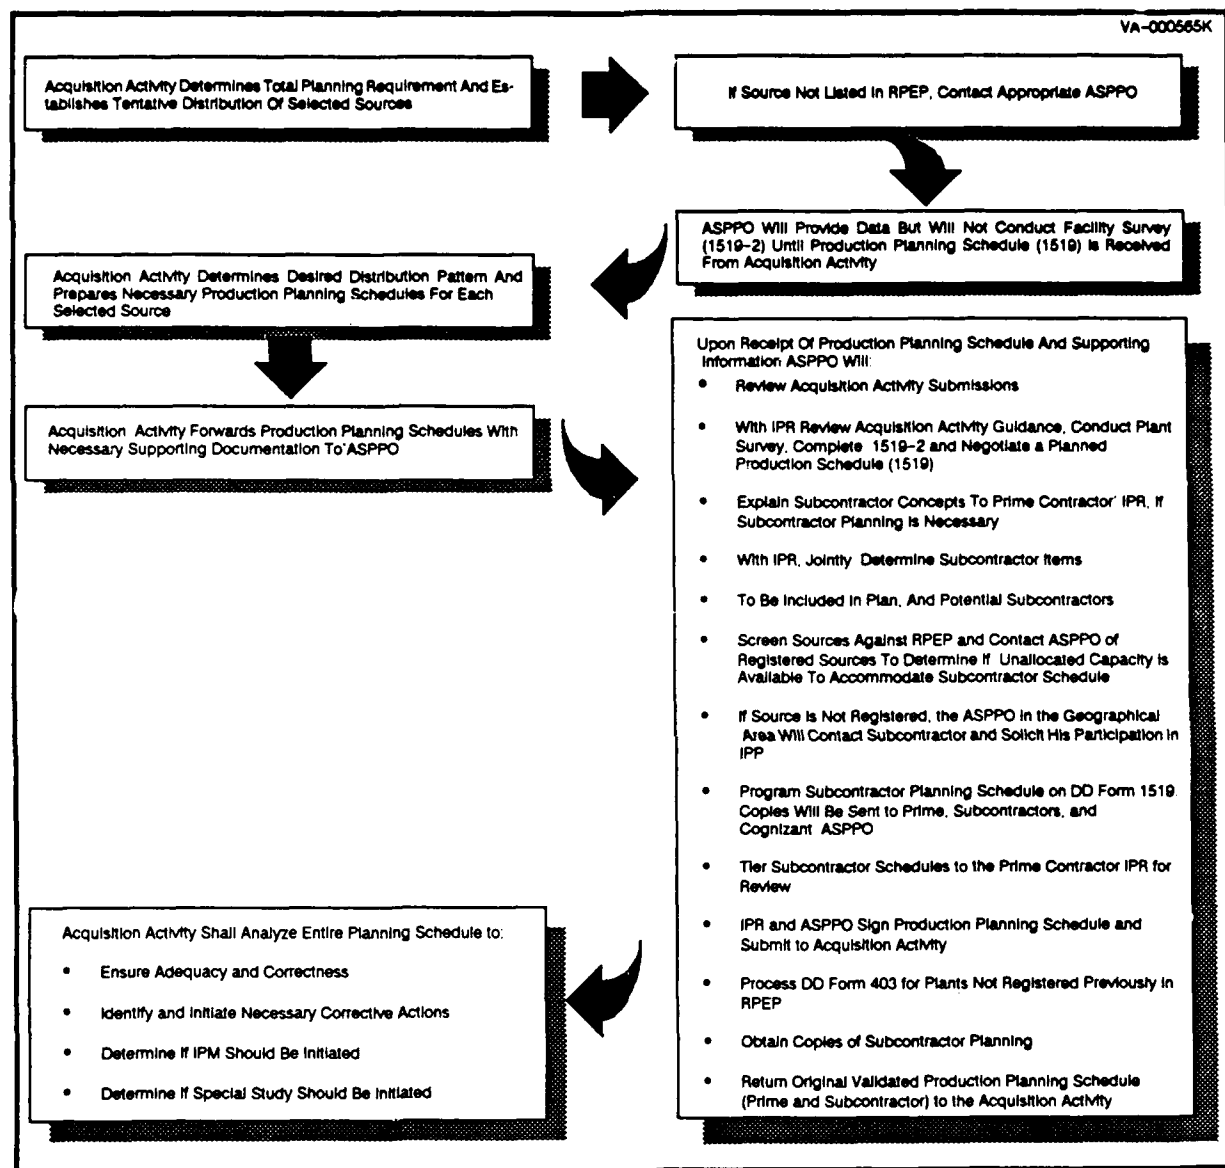 VA-000565K
Acquisition Activity Determines Total Planning Requirement And Es-
tablishes Tentative Distribution Of Selected Sources
If Source Not Listed In RPEP, Contact Appropriate ASPPO
ASPPO Will Provide Data But Will Not Conduct Facility Survey
(1519-2) Until Production Planning Schedule (1519) Is Received
From Acquisition Activity
Acquisition Activity Determines Desired Distribution Pattern And
Prepares Necessary Production Planning Schedules For Each
Selected Source
Acquisition Activity Forwards Production Planning Schedules With
Necessary Supporting Documentation To ASPPO
Upon Receipt Of Production Planning Schedule And Supporting
Information ASPPO Will:
• Review Acquisition Activity Submissions
• With IPR Review Acquisition Activity Guidance, Conduct Plant
Survey, Complete 1519-2 and Negotiate a Planned
Production Schedule (1519)
• Explain Subcontractor Concepts To Prime Contractor' IPR, If
Subcontractor Planning Is Necessary
• With IPR, Jointly Determine Subcontractor Items
• To Be Included In Plan, And Potential Subcontractors
• Screen Sources Against RPEP and Contact ASPPO of
Registered Sources To Determine If Unallocated Capacity Is
Available To Accommodate Subcontractor Schedule
• If Source Is Not Registered, the ASPPO in the Geographical
Area Will Contact Subcontractor and Solicit His Participation in
IPP
• Program Subcontractor Planning Schedule on DD Form 1519.
Copies Will Be Sent to Prime, Subcontractors, and
Cognizant ASPPO
• Tier Subcontractor Schedules to the Prime Contractor IPR for
Review
• IPR and ASPPO Sign Production Planning Schedule and
Submit to Acquisition Activity
• Process DD Form 403 for Plants Not Registered Previously in
RPEP
• Obtain Copies of Subcontractor Planning
• Return Original Validated Production Planning Schedule
(Prime and Subcontractor) to the Acquisition Activity
Acquisition Activity Shall Analyze Entire Planning Schedule to:
• Ensure Adequacy and Correctness
• Identify and Initiate Necessary Corrective Actions
• Determine If IPM Should Be Initiated
• Determine If Special Study Should Be Initiated